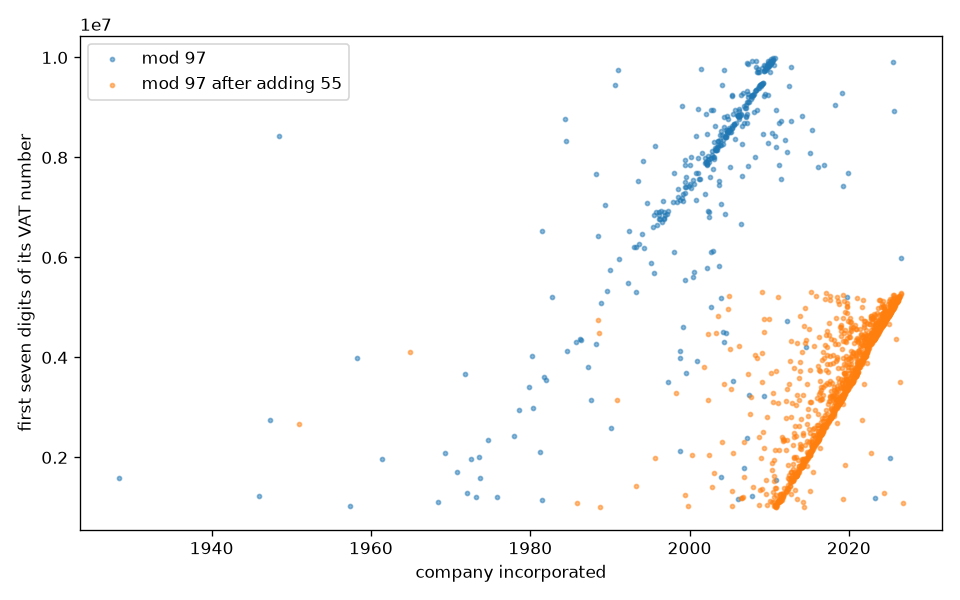 1e7
mod 97
mod 97 after adding 55
1.0
0.8
0.6
0.4
0.2
first seven digits of its VAT number
1940
1960
1980
2000
2020
company incorporated